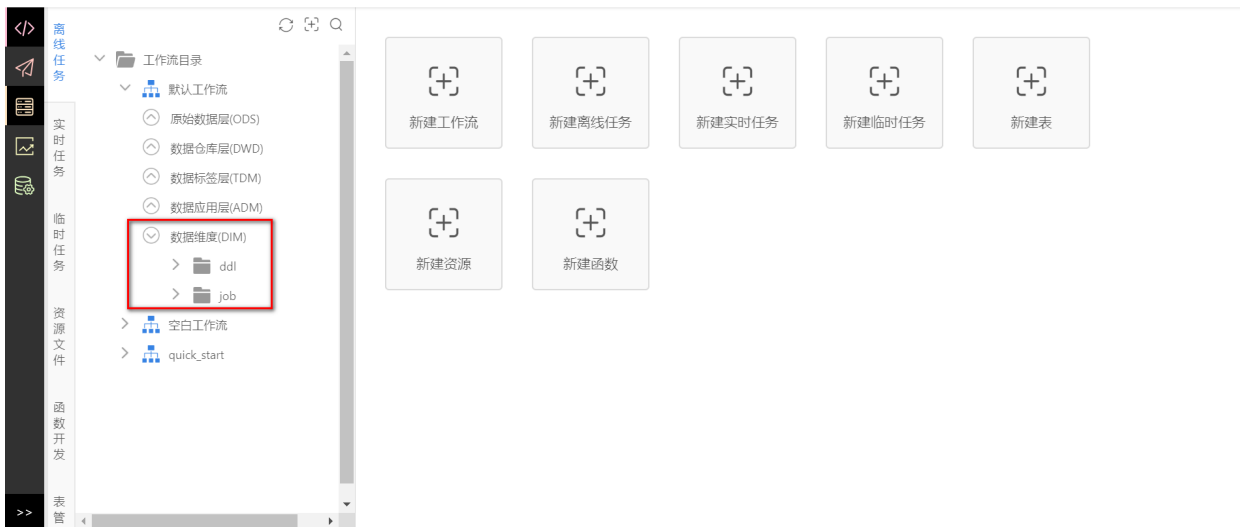 </>
离线任务
实时任务
临时任务
资源文件
函数开发
表管
>>
工作流目录
默认工作流
原始数据层(ODS)
数据仓库层(DWD)
数据标签层(TDM)
数据应用层(ADM)
数据维度(DIM)
ddl
job
空白工作流
quick_start
新建工作流
新建离线任务
新建实时任务
新建临时任务
新建表
新建资源
新建函数